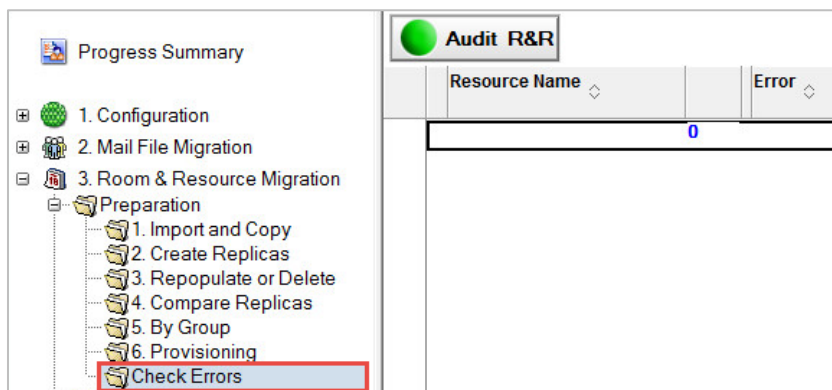 Progress Summary
1. Configuration
2. Mail File Migration
3. Room & Resource Migration
Preparation
1. Import and Copy
2. Create Replicas
3. Repopulate or Delete
4. Compare Replicas
5. By Group
6. Provisioning
Check Errors
Audit R&R
Resource Name Error
0